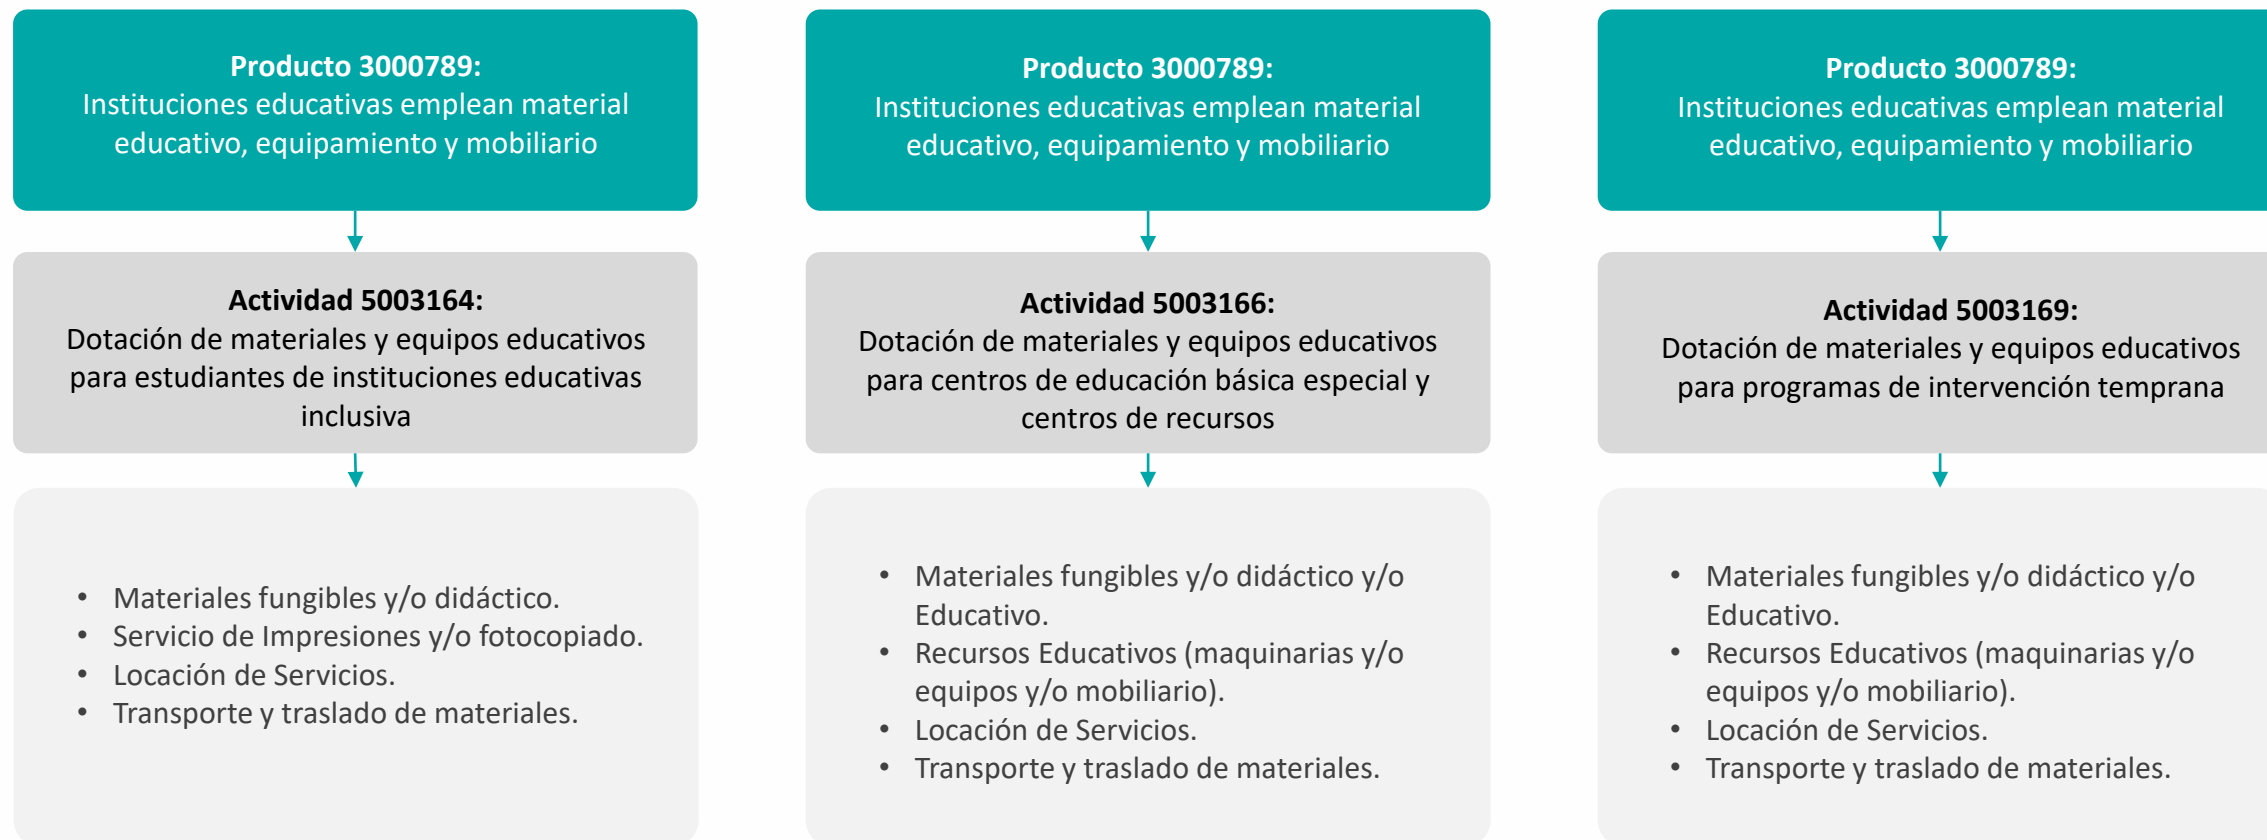 Producto 3000789:
Instituciones educativas emplean material
educativo, equipamiento y mobiliario
Actividad 5003164:
Dotación de materiales y equipos educativos
para estudiantes de instituciones educativas
inclusiva
• Materiales fungibles y/o didáctico.
• Servicio de Impresiones y/o fotocopiado.
• Locación de Servicios.
• Transporte y traslado de materiales.
Producto 3000789:
Instituciones educativas emplean material
educativo, equipamiento y mobiliario
Actividad 5003166:
Dotación de materiales y equipos educativos
para centros de educación básica especial y
centros de recursos
• Materiales fungibles y/o didáctico y/o
Educativo.
• Recursos Educativos (maquinarias y/o
equipos y/o mobiliario).
• Locación de Servicios.
• Transporte y traslado de materiales.
Producto 3000789:
Instituciones educativas emplean material
educativo, equipamiento y mobiliario
Actividad 5003169:
Dotación de materiales y equipos educativos
para programas de intervención temprana
• Materiales fungibles y/o didáctico y/o
Educativo.
• Recursos Educativos (maquinarias y/o
equipos y/o mobiliario).
• Locación de Servicios.
• Transporte y traslado de materiales.